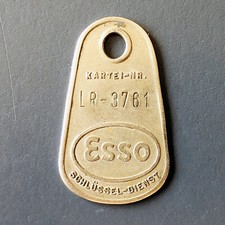 KARTEI-NR.
LR-3761
Esso
SCHLÜSSEL-DIENST